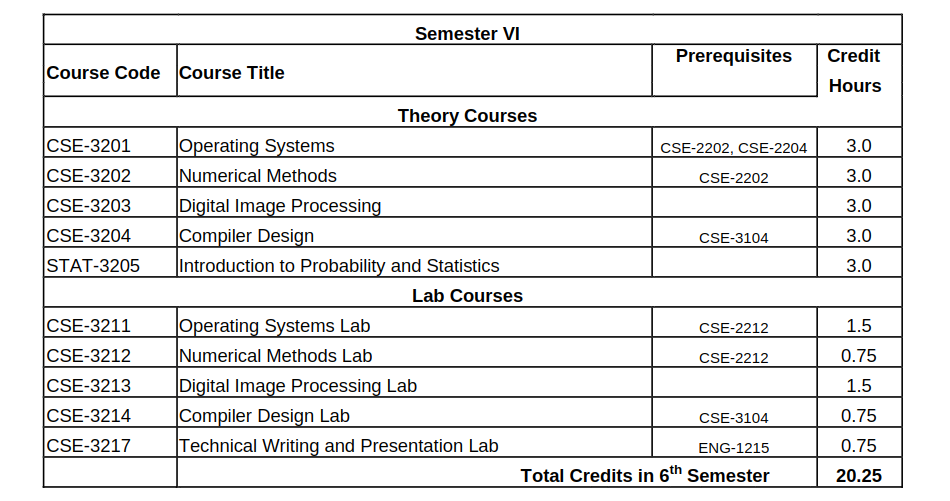 Semester VI
Course Code Course Title Prerequisites Credit Hours
Theory Courses
CSE-3201 Operating Systems CSE-2202, CSE-2204 3.0
CSE-3202 Numerical Methods CSE-2202 3.0
CSE-3203 Digital Image Processing 3.0
CSE-3204 Compiler Design CSE-3104 3.0
STAT-3205 Introduction to Probability and Statistics 3.0
Lab Courses
CSE-3211 Operating Systems Lab CSE-2212 1.5
CSE-3212 Numerical Methods Lab CSE-2212 0.75
CSE-3213 Digital Image Processing Lab 1.5
CSE-3214 Compiler Design Lab CSE-3104 0.75
CSE-3217 Technical Writing and Presentation Lab ENG-1215 0.75
Total Credits in 6th Semester 20.25